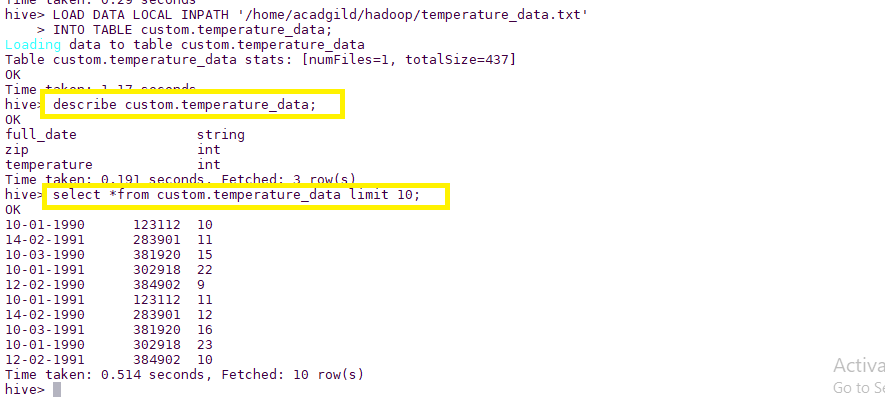 Time taken: 0.29 seconds
hive> LOAD DATA LOCAL INPATH '/home/acadgild/hadoop/temperature_data.txt'
    > INTO TABLE custom.temperature_data;
Loading data to table custom.temperature_data
Table custom.temperature_data stats: [numFiles=1, totalSize=437]
OK
Time taken: 1.17 seconds
hive> describe custom.temperature_data;
OK
full_date               string
zip                     int
temperature             int
Time taken: 0.191 seconds, Fetched: 3 row(s)
hive> select *from custom.temperature_data limit 10;
OK
10-01-1990      123112  10
14-02-1991      283901  11
10-03-1990      381920  15
10-01-1991      302918  22
12-02-1990      384902  9
10-01-1991      123112  11
14-02-1990      283901  12
10-03-1991      381920  16
10-01-1990      302918  23
12-02-1991      384902  10
Time taken: 0.514 seconds, Fetched: 10 row(s)
hive>
Activa
Go to Se